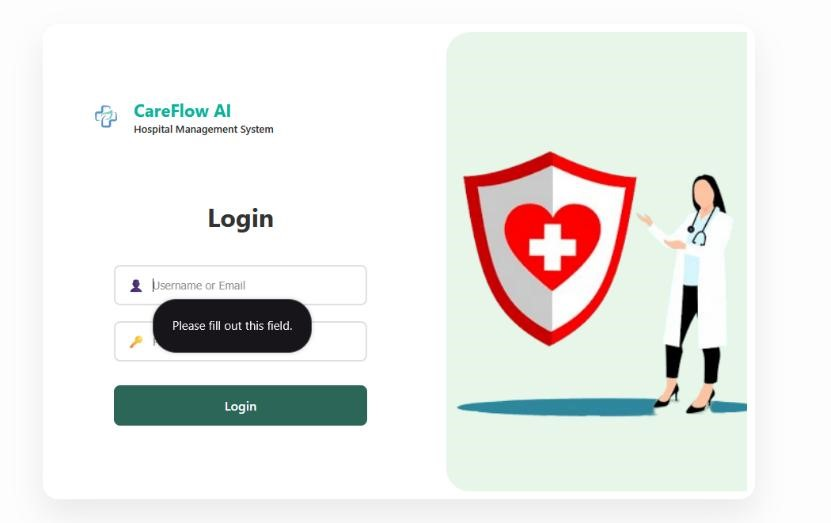 CareFlow AI
Hospital Management System
Login
Username or Email
Please fill out this field.
Login